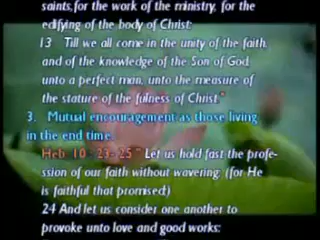 saints, for the work of the ministry, for the
edifying of the body of Christ:
13 Till we all come in the unity of the faith,
and of the knowledge of the Son of God,
unto a perfect man, unto the measure of
the stature of the fulness of Christ."
3. Mutual encouragement as those living
in the end time.
Heb. 10 : 23- 25 " Let us hold fast the profe-
ssion of our faith without wavering; (for He
is faithful that promised;)
24 And let us consider one another to
provoke unto love and good works: